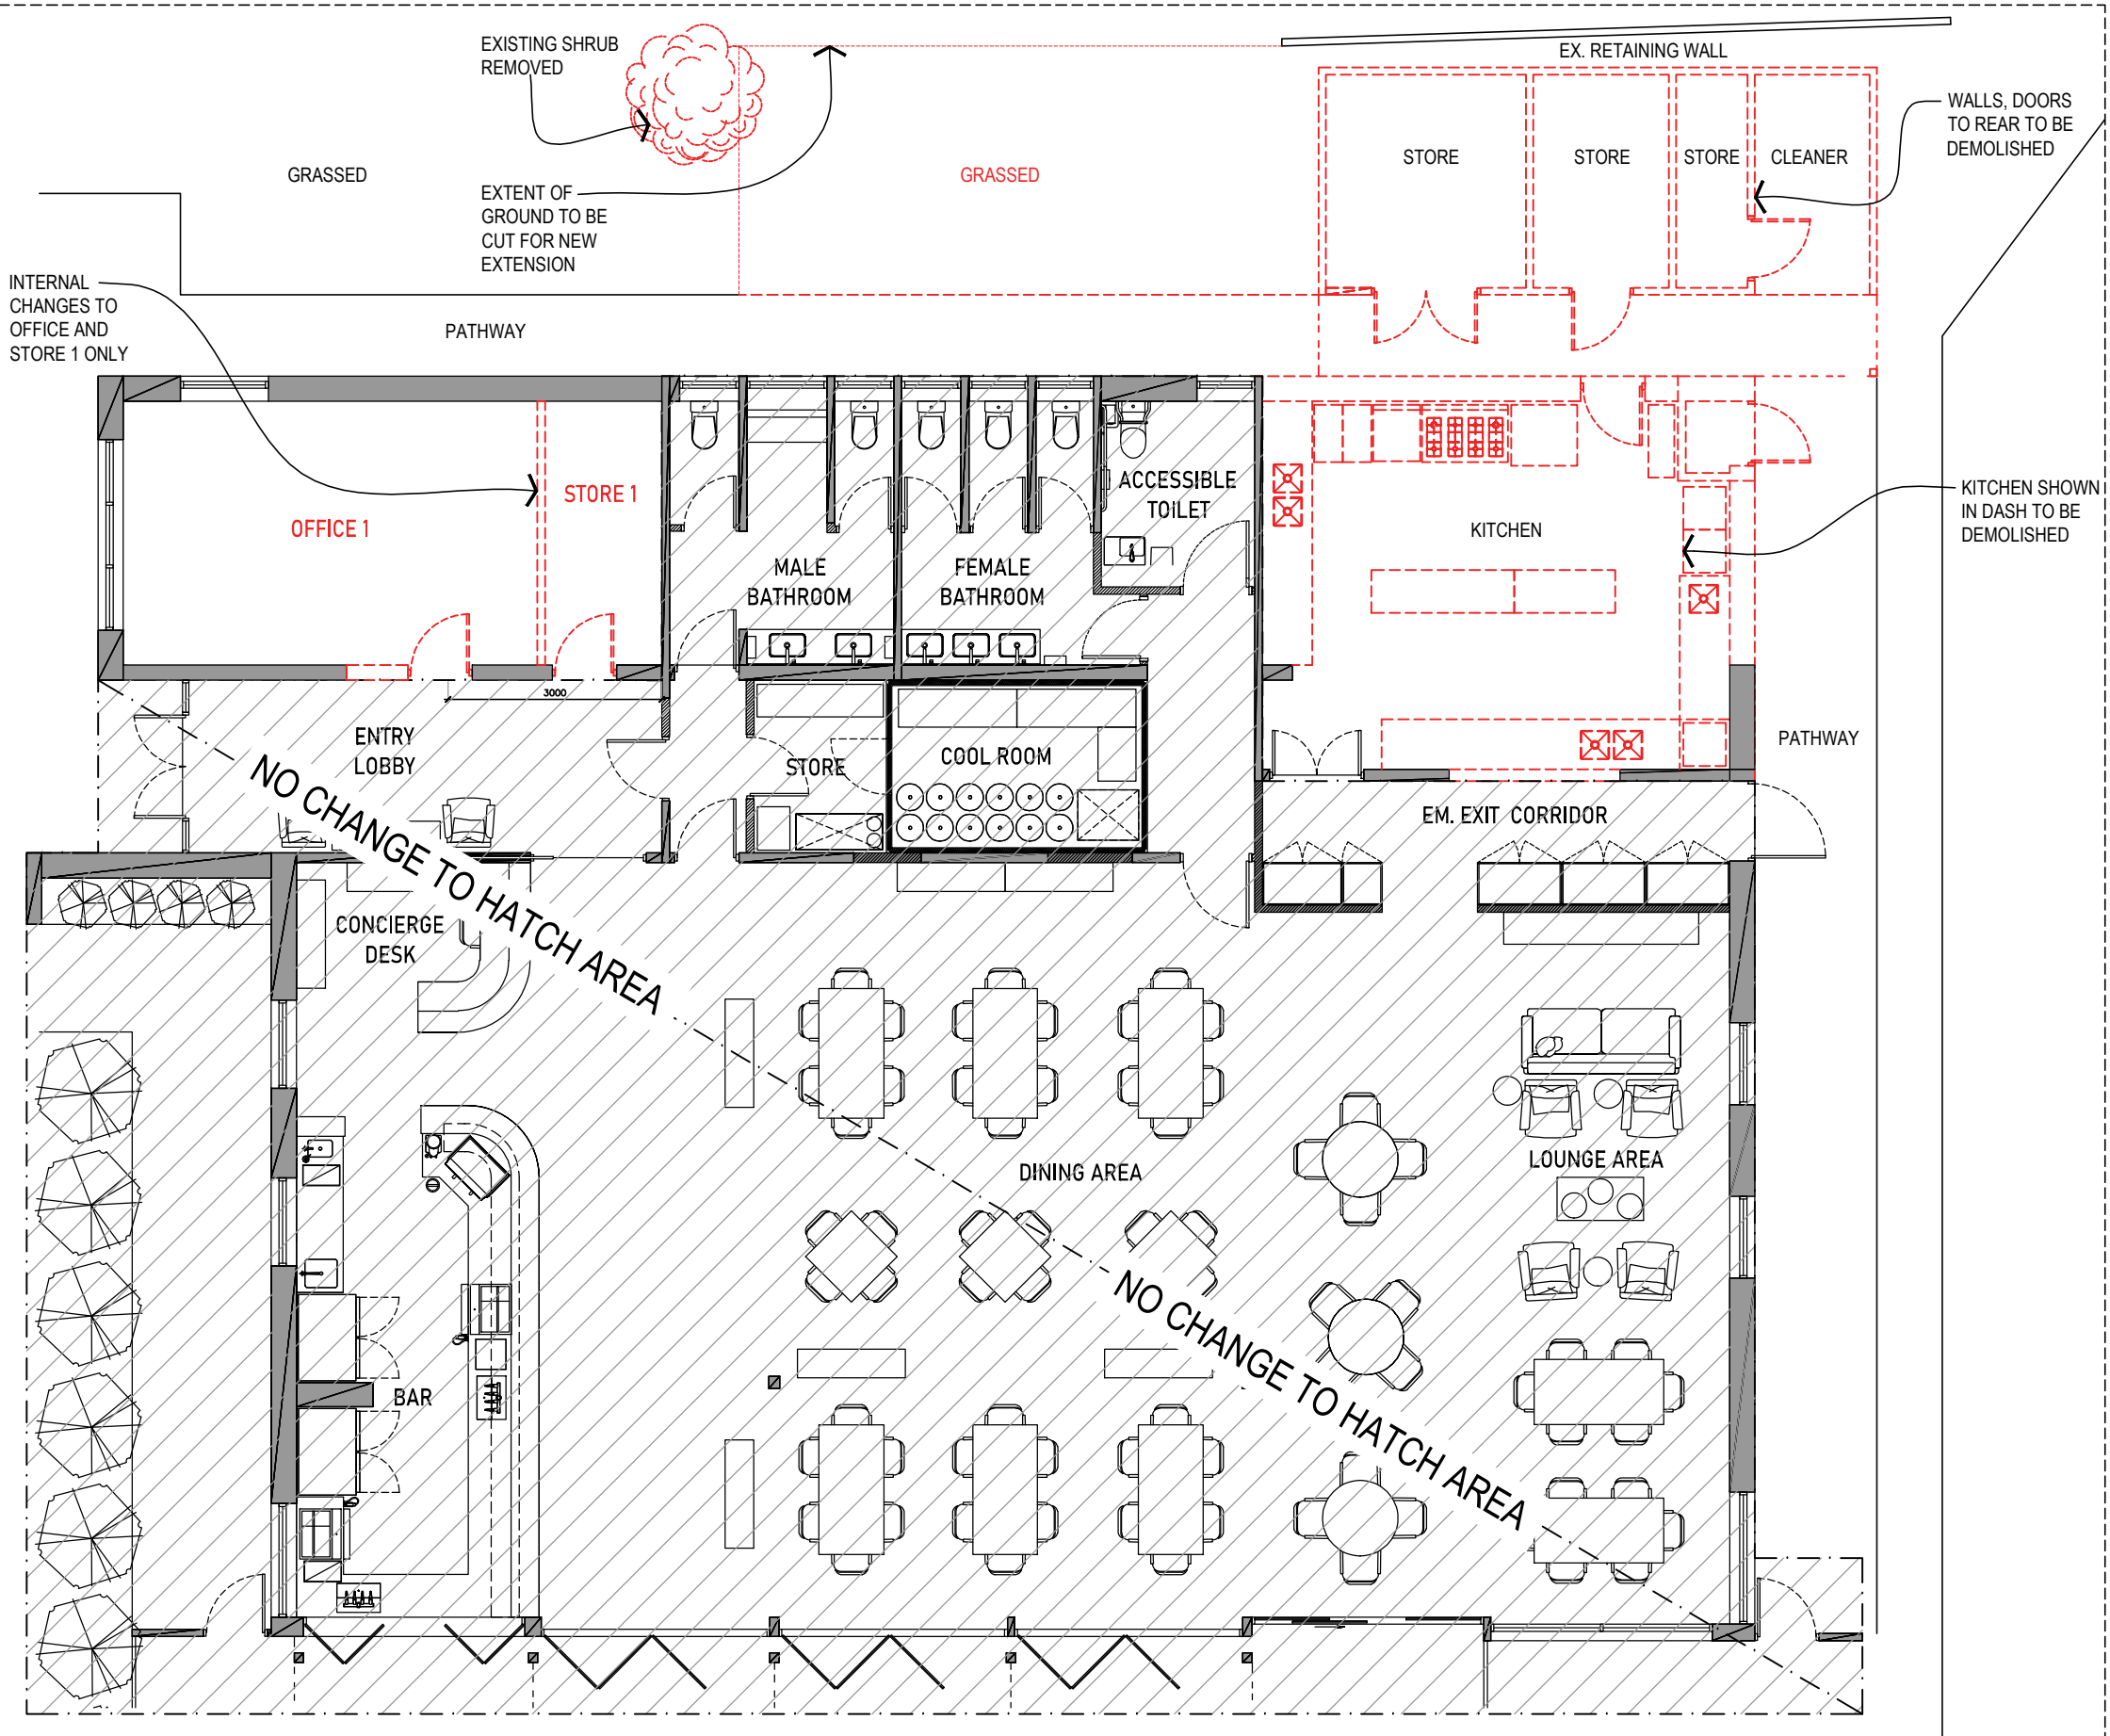 EXISTING SHRUB
REMOVED
EX. RETAINING WALL
WALLS, DOORS
TO REAR TO BE
DEMOLISHED
GRASSED
EXTENT OF
GROUND TO BE
CUT FOR NEW
EXTENSION
GRASSED
STORE
STORE
STORE
CLEANER
INTERNAL
CHANGES TO
OFFICE AND
STORE 1 ONLY
PATHWAY
OFFICE 1
STORE 1
MALE
BATHROOM
FEMALE
BATHROOM
ACCESSIBLE
TOILET
KITCHEN
KITCHEN SHOWN
IN DASH TO BE
DEMOLISHED
3000
ENTRY
LOBBY
STORE
COOL ROOM
PATHWAY
EM. EXIT CORRIDOR
NO CHANGE TO HATCH AREA
CONCIERGE
DESK
DINING AREA
LOUNGE AREA
BAR
NO CHANGE TO HATCH AREA